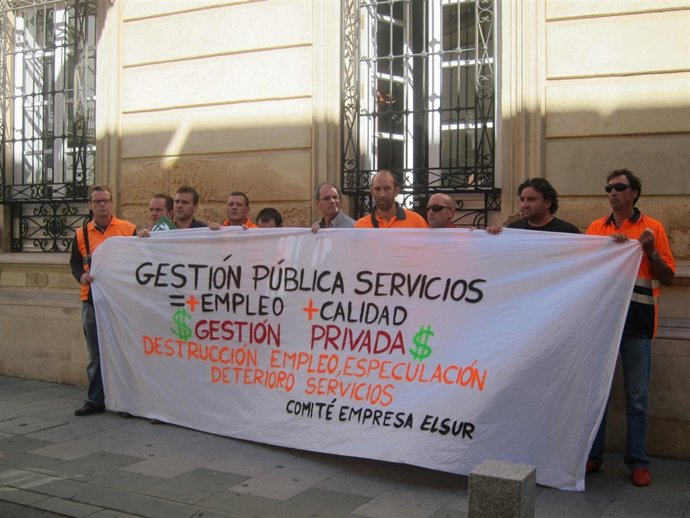 GESTIÓN PÚBLICA SERVICIOS
=+EMPLEO +CALIDAD
$GESTIÓN PRIVADA$
DESTRUCCIÓN EMPLEO, ESPECULACIÓN
DETERIORO SERVICIOS
COMITÉ EMPRESA ELSUR